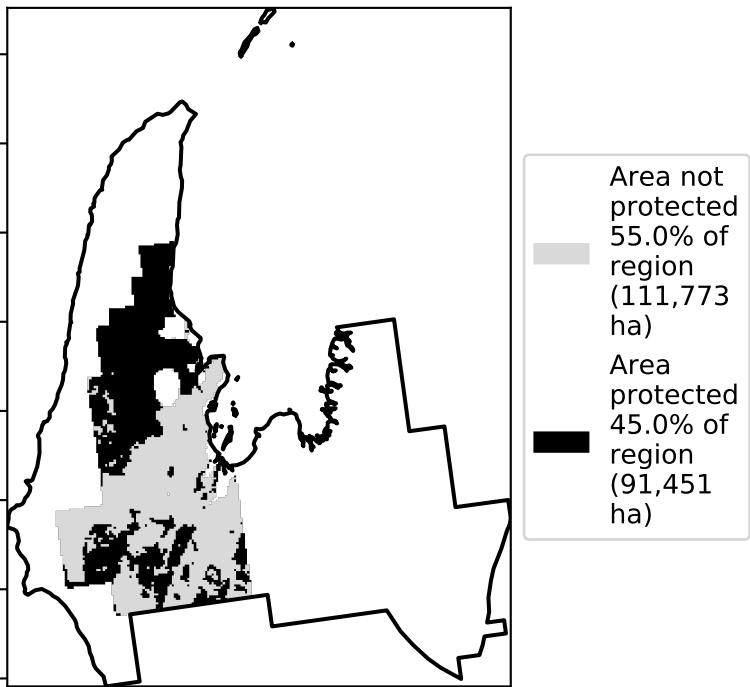 Area not
protected
55.0% of
region
(111,773
ha)
Area
protected
45.0% of
region
(91,451
ha)